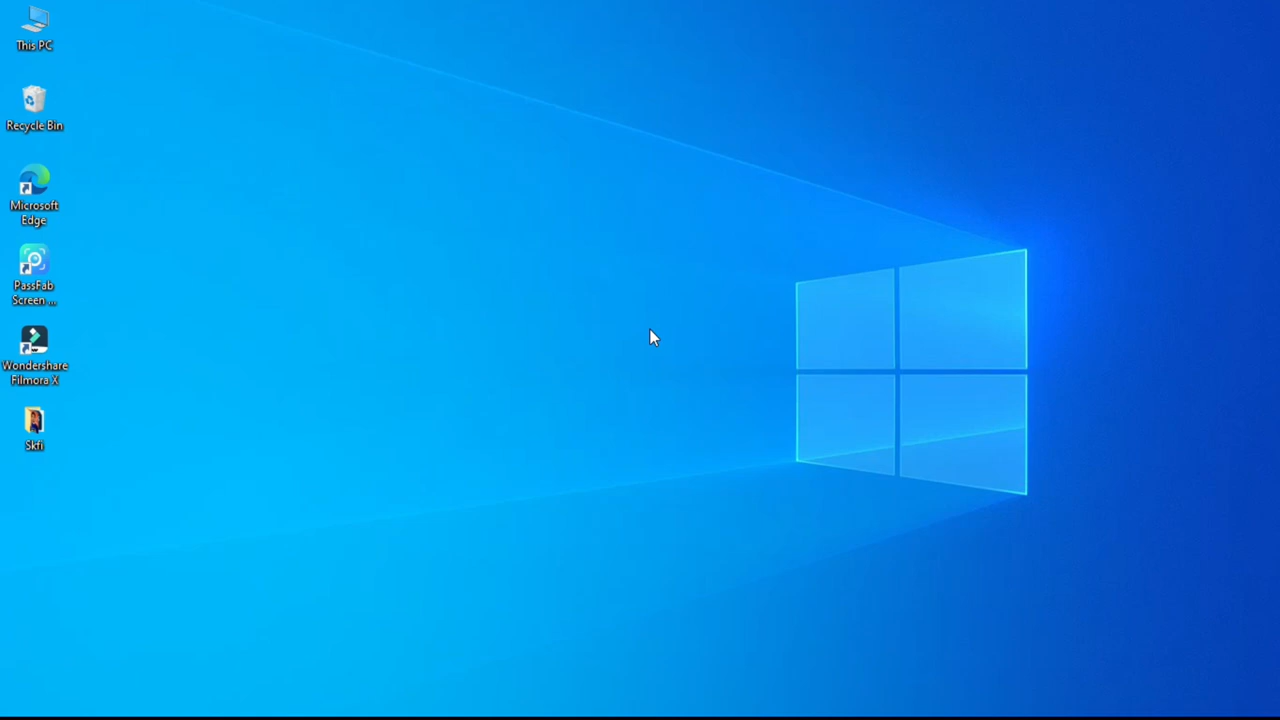 This PC
Recycle Bin
Microsoft
Edge
PassFab
Screen ...
Wondershare
Filmora X
Skfi